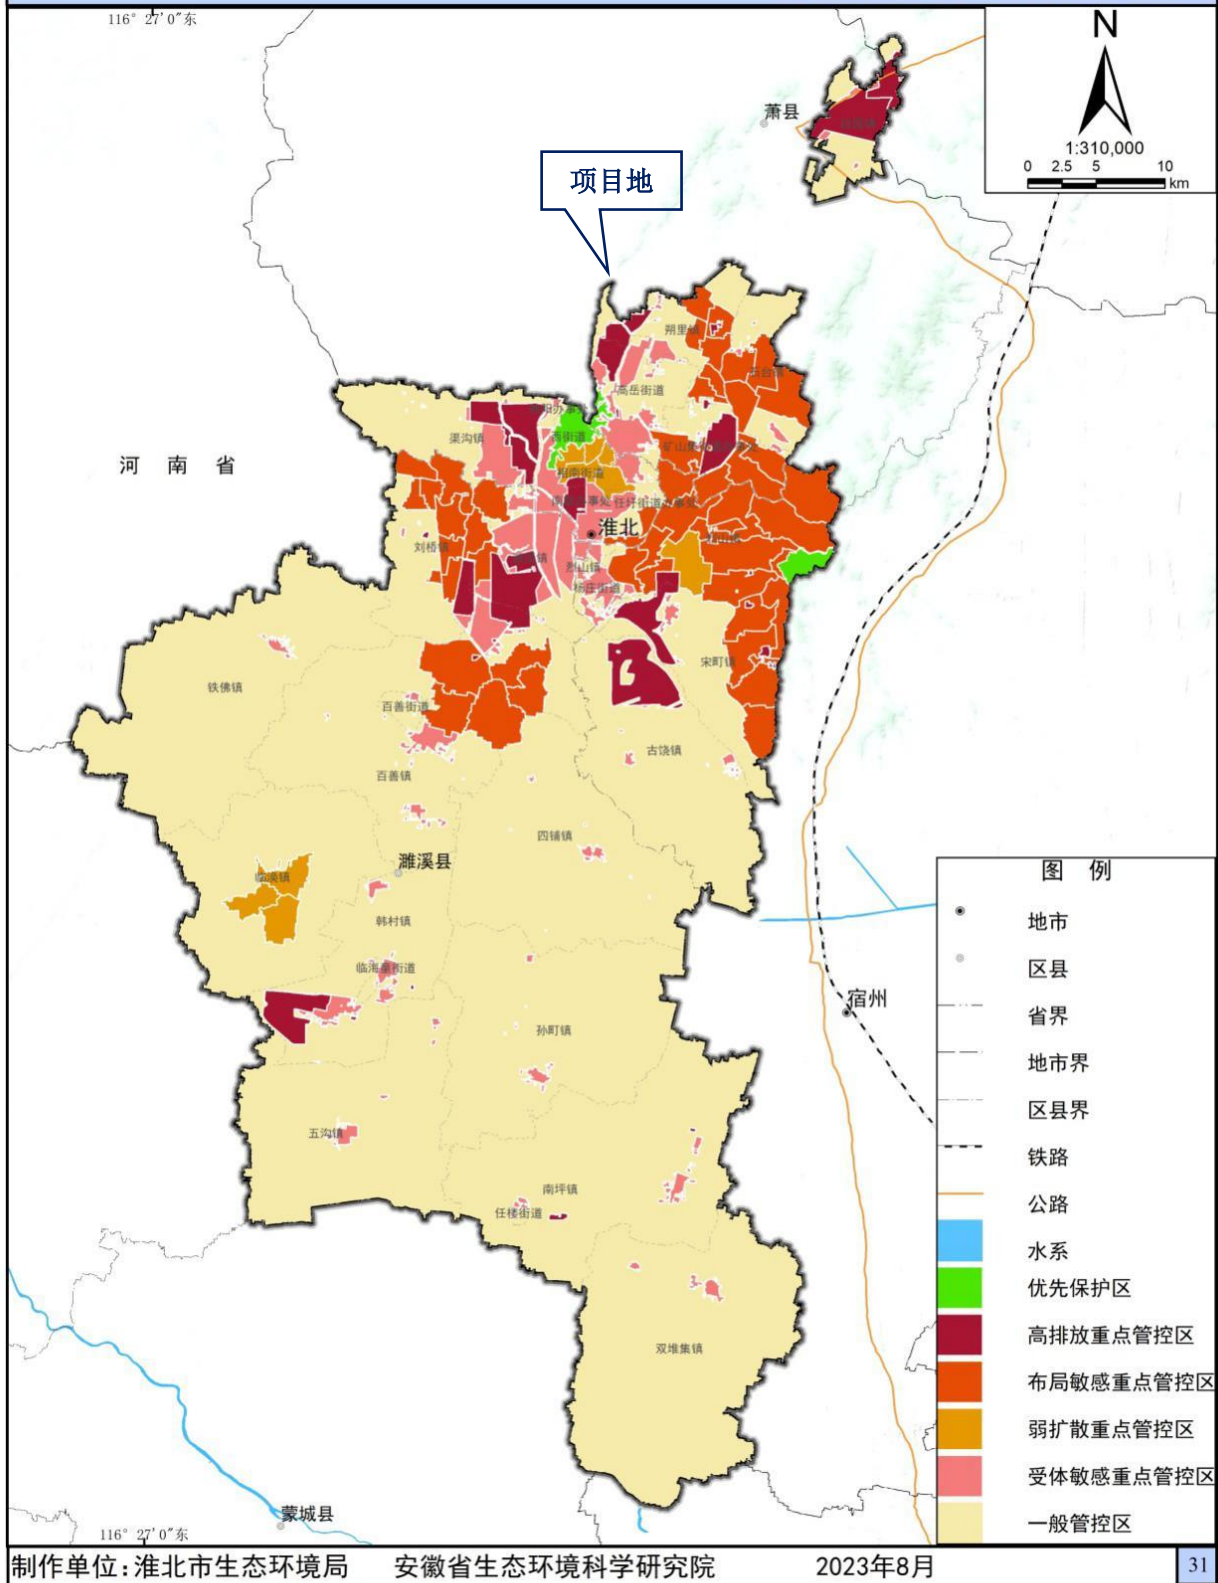 116° 27′0″东
N
1:310,000
0 2.5 5 10
km
萧县
项目地
朔里镇
高岳街道
渠沟镇
河南省
淮北
刘桥镇
杨庄街道
宋町镇
铁佛镇
百善街道
古饶镇
百善镇
四铺镇
濉溪县
临涣镇
韩村镇
临海童街道
宿州
孙町镇
五沟镇
南坪镇
任楼街道
双堆集镇
蒙城县
116° 27′0″东
图例
地市
区县
省界
地市界
区县界
铁路
公路
水系
优先保护区
高排放重点管控区
布局敏感重点管控区
弱扩散重点管控区
受体敏感重点管控区
一般管控区
制作单位:淮北市生态环境局 安徽省生态环境科学研究院 2023年8月
31